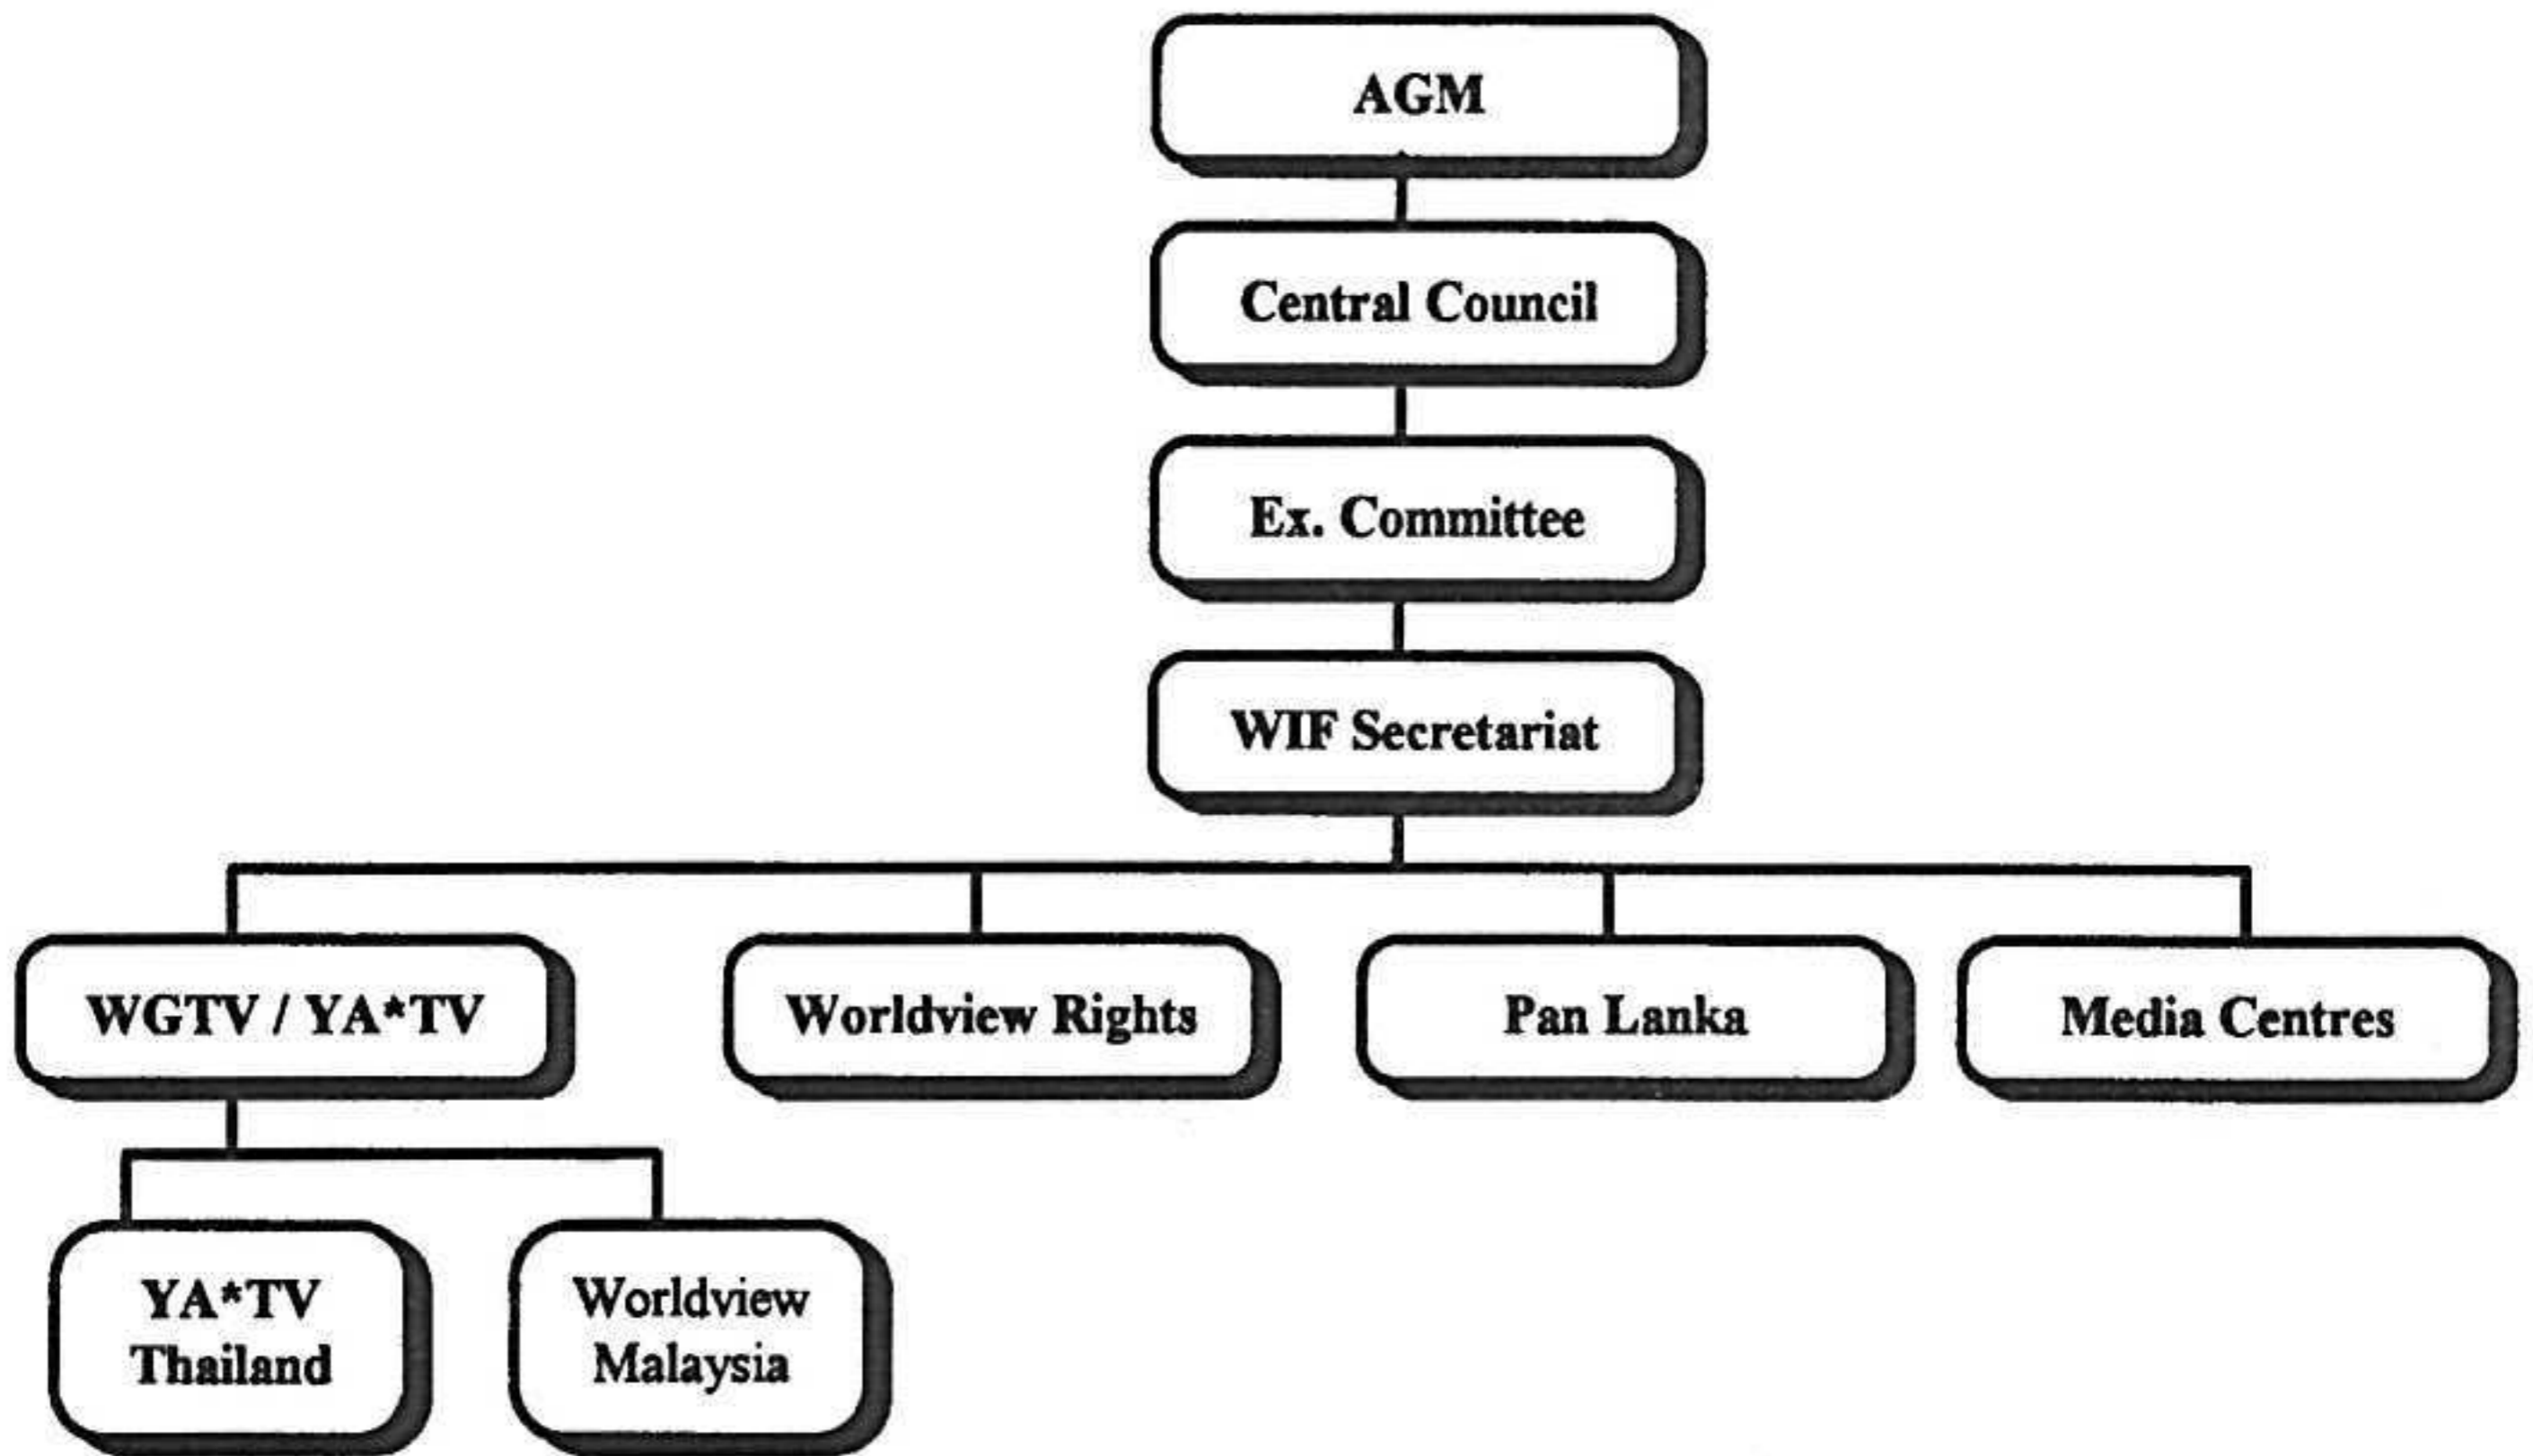 AGM
Central Council
Ex. Committee
WIF Secretariat
WGTV / YA*TV
Worldview Rights
Pan Lanka
Media Centres
YA*TV
Thailand
Worldview
Malaysia